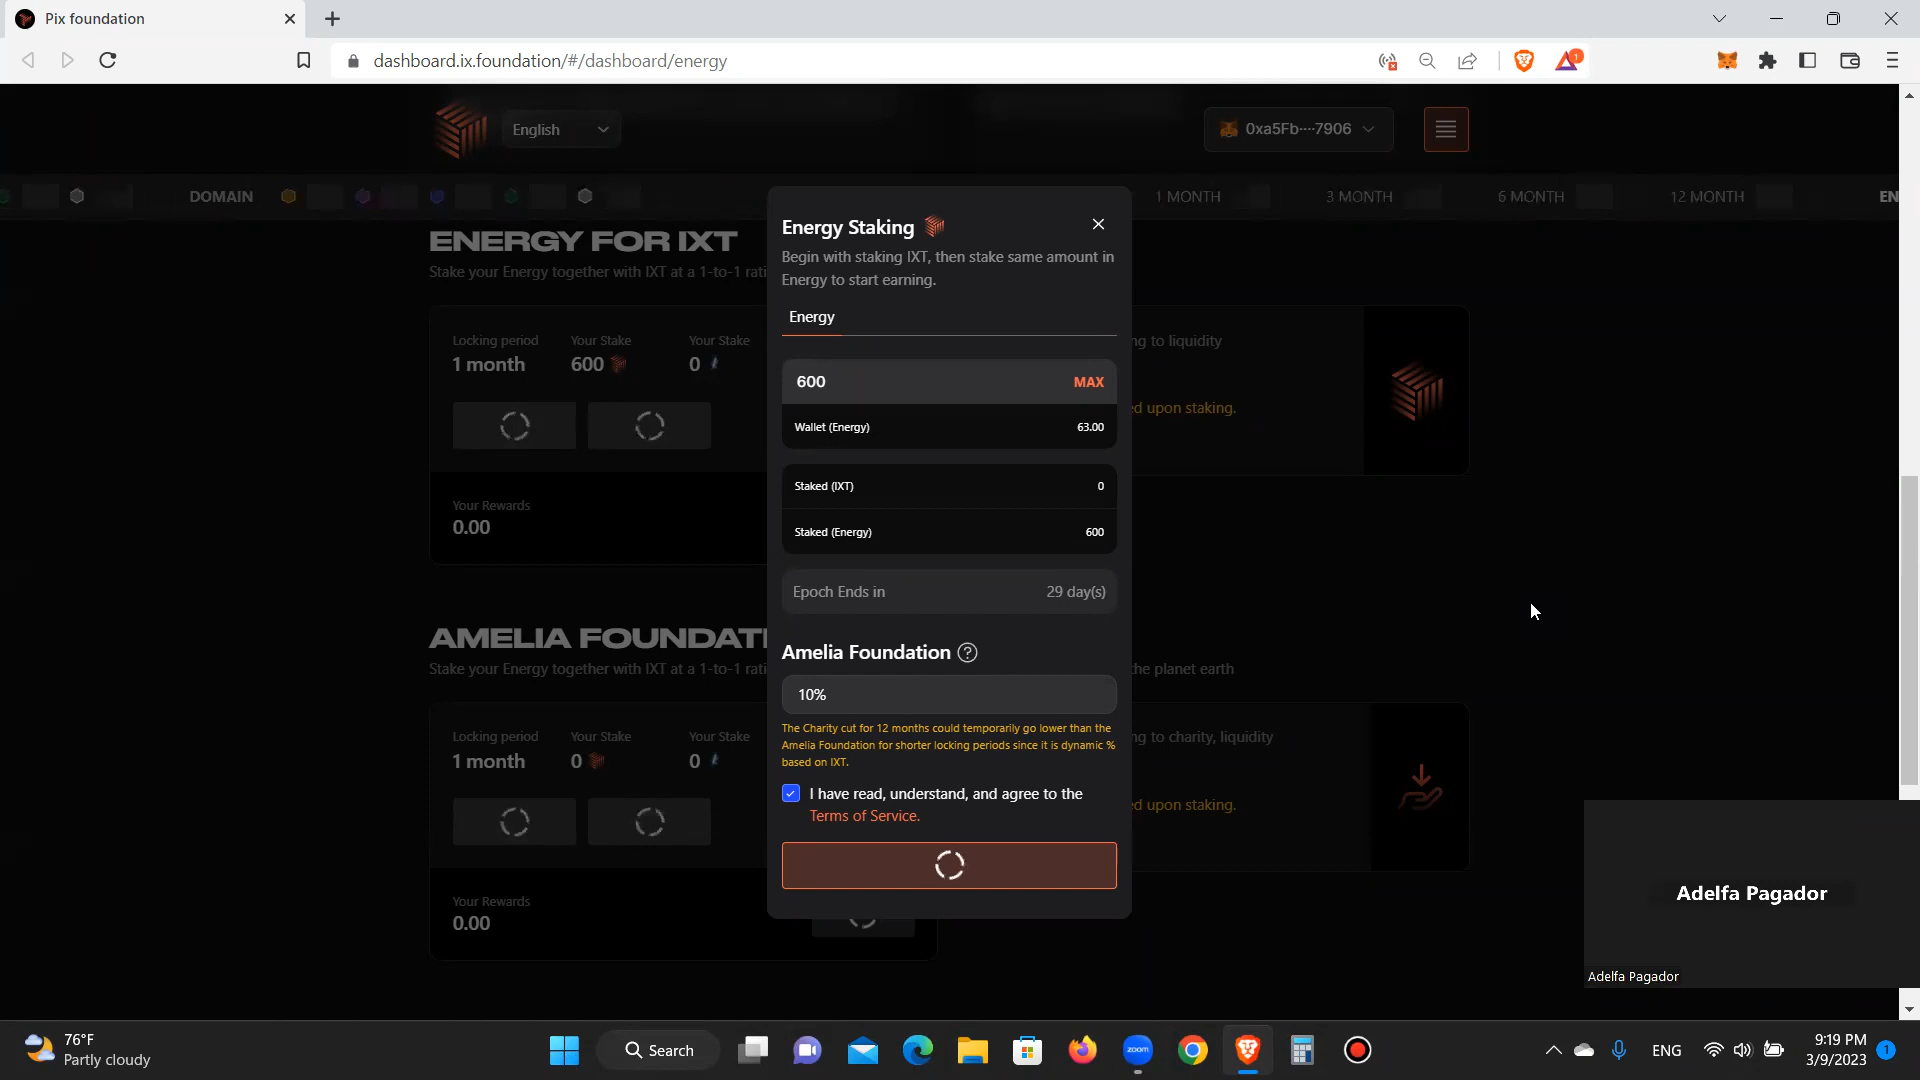 Pix foundation
dashboard.ix.foundation/#/dashboard/energy
1
English
0xa5Fb····7906
DOMAIN
1 MONTH
3 MONTH
6 MONTH
12 MONTH
EN
ENERGY FOR IXT
Stake your Energy together with IXT at a 1-to-1 rati
Locking period
Your Stake
Your Stake
1 month
600
0
ng to liquidity
d upon staking.
Your Rewards
0.00
Energy Staking
Begin with staking IXT, then stake same amount in
Energy to start earning.
Energy
600
MAX
Wallet (Energy)
63.00
Staked (IXT)
0
Staked (Energy)
600
Epoch Ends in
29 day(s)
Amelia Foundation
?
10%
The Charity cut for 12 months could temporarily go lower than the
Amelia Foundation for shorter locking periods since it is dynamic %
based on IXT.
I have read, understand, and agree to the
Terms of Service.
AMELIA FOUNDATI
Stake your Energy together with IXT at a 1-to-1 rati
he planet earth
Locking period
Your Stake
Your Stake
1 month
0
0
ng to charity, liquidity
d upon staking.
Your Rewards
0.00
Adelfa Pagador
Adelfa Pagador
76°F
Partly cloudy
Search
zoom
ENG
9:19 PM
3/9/2023
1